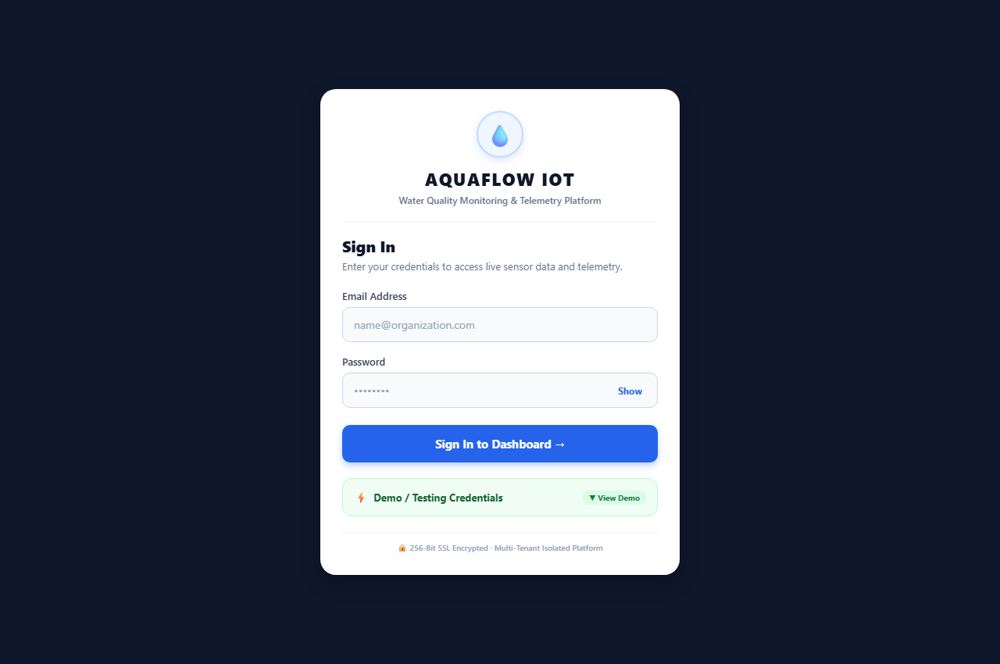 AQUAFLOW IOT
Water Quality Monitoring & Telemetry Platform
Sign In
Enter your credentials to access live sensor data and telemetry.
Email Address
name@organization.com
Password
••••••••
Show
Sign In to Dashboard →
⚡ Demo / Testing Credentials
▼ View Demo
🔒 256-Bit SSL Encrypted · Multi-Tenant Isolated Platform